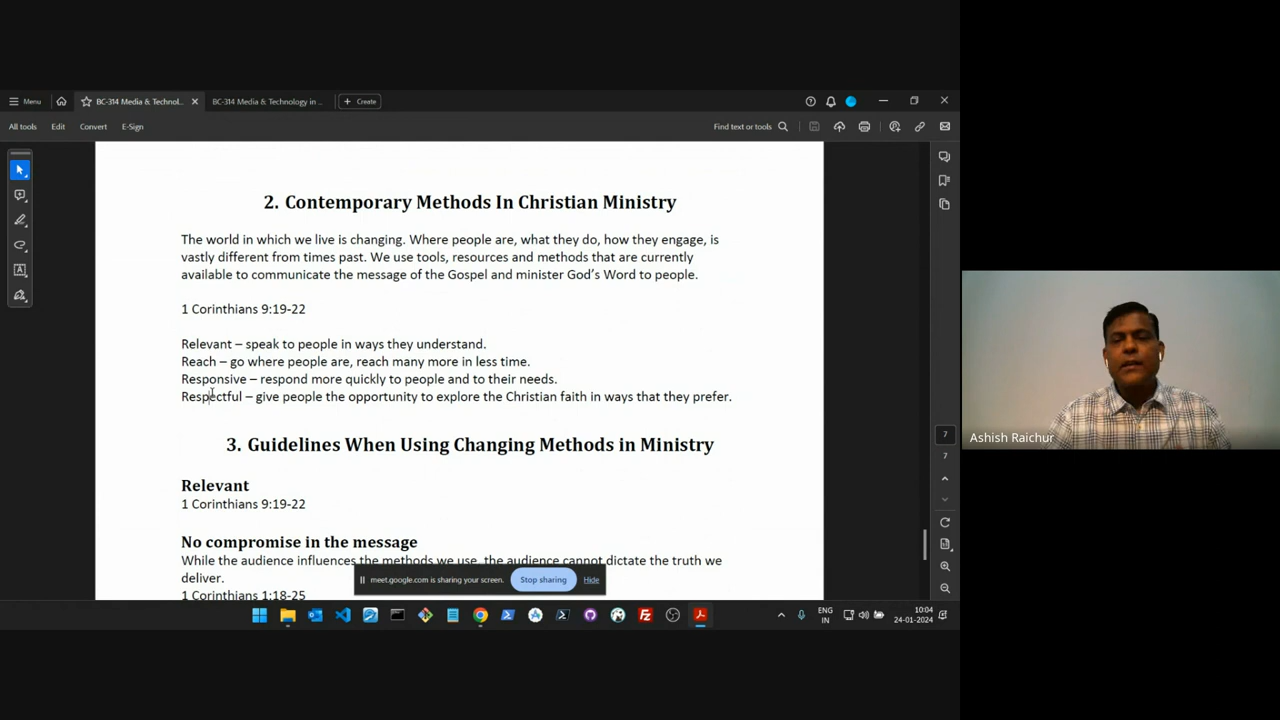 Menu
BC-314 Media & Technol...
BC-314 Media & Technology in ...
Create
All tools
Edit
Convert
E-Sign
Find text or tools
2. Contemporary Methods In Christian Ministry
The world in which we live is changing. Where people are, what they do, how they engage, is
vastly different from times past. We use tools, resources and methods that are currently
available to communicate the message of the Gospel and minister God’s Word to people.
1 Corinthians 9:19-22
Relevant – speak to people in ways they understand.
Reach – go where people are, reach many more in less time.
Responsive – respond more quickly to people and to their needs.
Respectful – give people the opportunity to explore the Christian faith in ways that they prefer.
3. Guidelines When Using Changing Methods in Ministry
Relevant
1 Corinthians 9:19-22
No compromise in the message
While the audience influences the methods we use, the audience cannot dictate the truth we
deliver.
1 Corinthians 1:18-25
7
7
Ashish Raichur
meet.google.com is sharing your screen.
Stop sharing
Hide
ENG
IN
10:04
24-01-2024